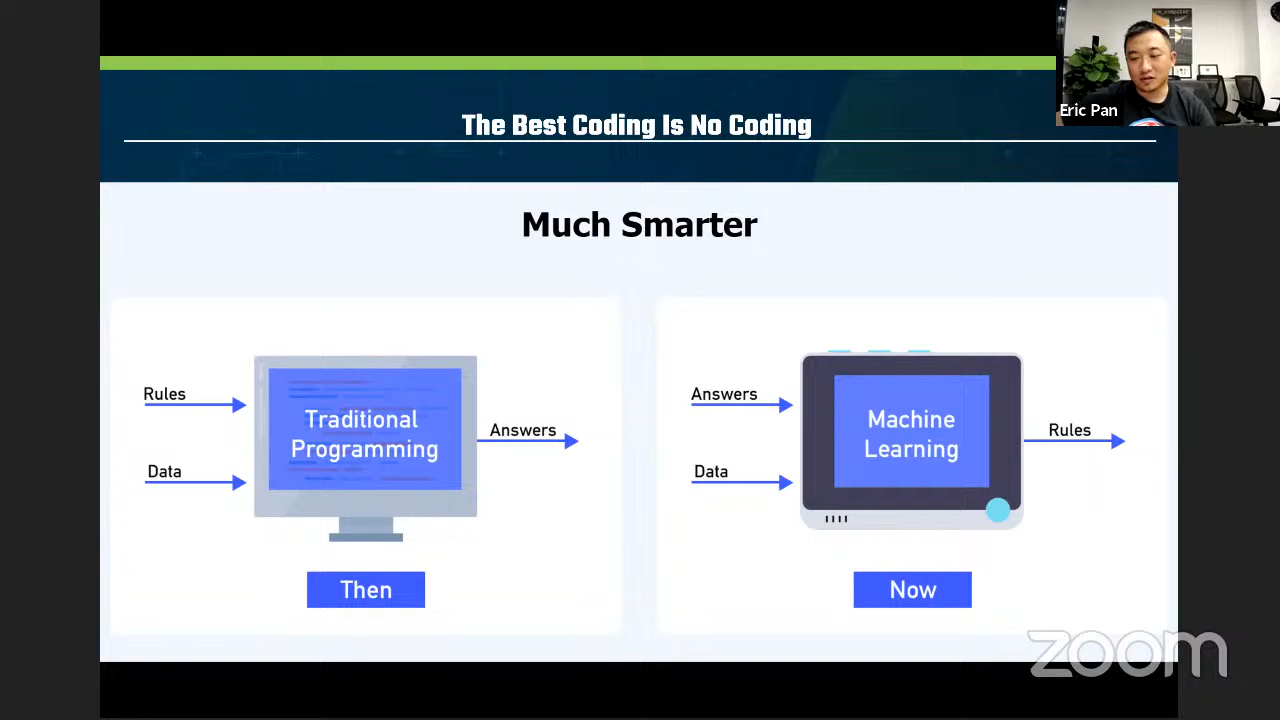 The Best Coding Is No Coding
Eric Pan
Much Smarter
Rules
Data
Traditional
Programming
Answers
Then
Answers
Data
Machine
Learning
Rules
Now
zoom